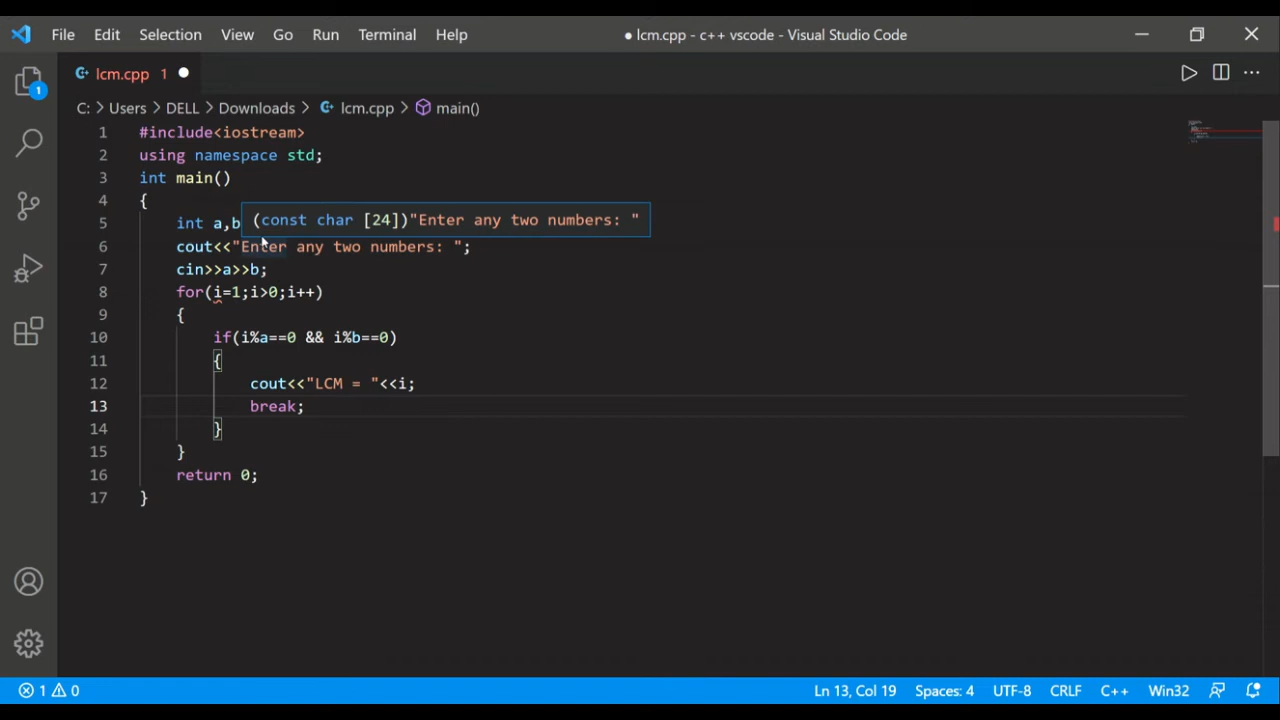 File Edit Selection View Go Run Terminal Help ● lcm.cpp - c++ vscode - Visual Studio Code
lcm.cpp 1 ●
1
C: > Users > DELL > Downloads > lcm.cpp > main()
1 #include<iostream>
2 using namespace std;
3 int main()
4 {
(const char [24])"Enter any two numbers: "
5 int a,b
6 cout<<"Enter any two numbers: ";
7 cin>>a>>b;
8 for(i=1;i>0;i++)
9 {
10 if(i%a==0 && i%b==0)
11 {
12 cout<<"LCM = "<<i;
13 break;
14 }
15 }
16 return 0;
17 }
1 0 Ln 13, Col 19 Spaces: 4 UTF-8 CRLF C++ Win32